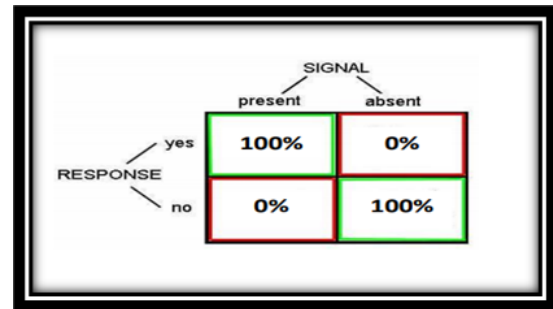 SIGNAL
present absent
yes 100% 0%
RESPONSE
no 0% 100%